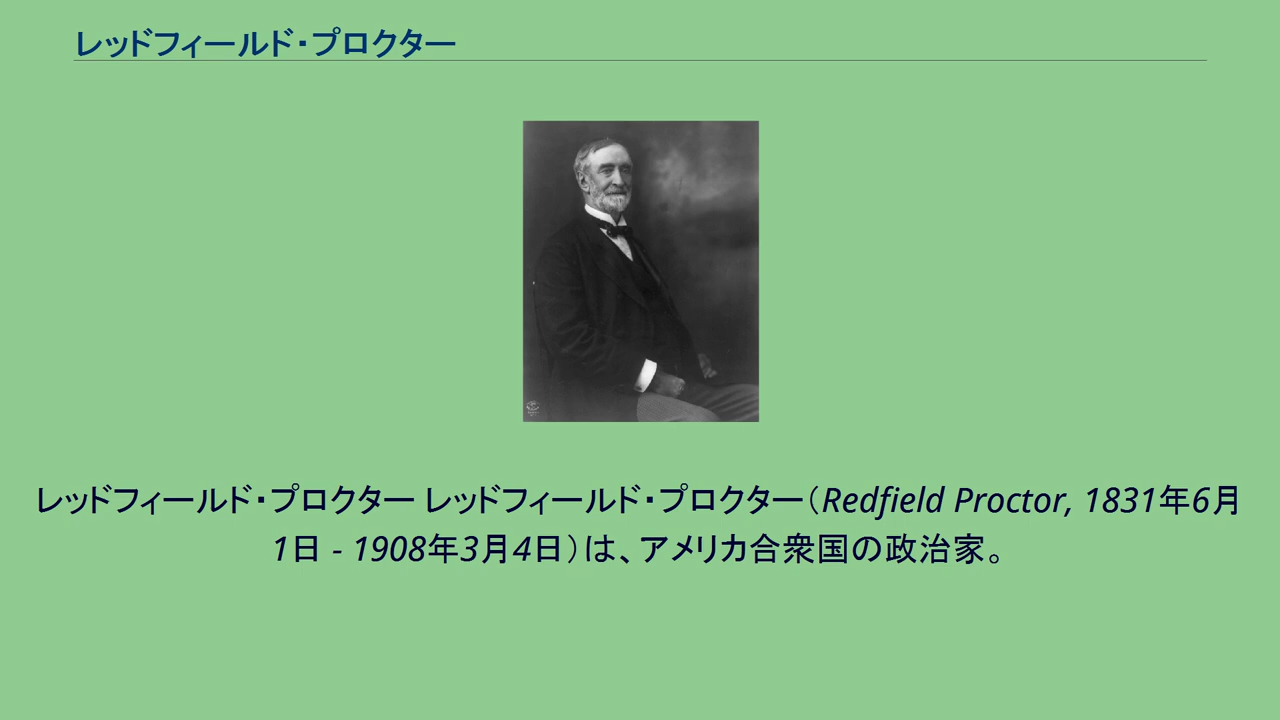 レッドフィールド・プロクター
レッドフィールド・プロクター レッドフィールド・プロクター（Redfield Proctor, 1831年6月
1日 - 1908年3月4日）は、アメリカ合衆国の政治家。